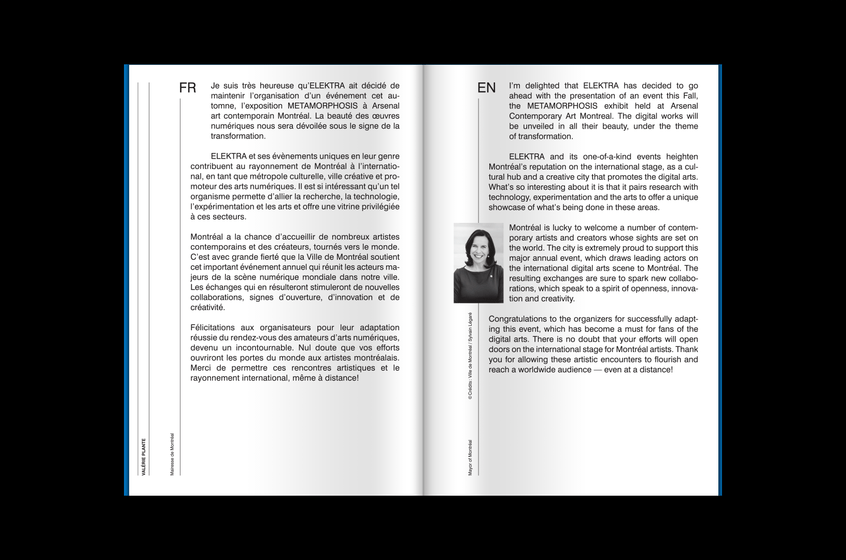 FR
Je suis très heureuse qu'ELEKTRA ait décidé de
maintenir l'organisation d'un événement cet au-
tomne, l'exposition METAMORPHOSIS à Arsenal
art contemporain Montréal. La beauté des œuvres
numériques nous sera dévoilée sous le signe de la
transformation.
ELEKTRA et ses évènements uniques en leur genre
contribuent au rayonnement de Montréal à l'internatio-
nal, en tant que métropole culturelle, ville créative et pro-
moteur des arts numériques. Il est si intéressant qu'un tel
organisme permette d'allier la recherche, la technologie,
l'expérimentation et les arts et offre une vitrine privilégiée
à ces secteurs.
Montréal a la chance d'accueillir de nombreux artistes
contemporains et des créateurs, tournés vers le monde.
C'est avec grande fierté que la Ville de Montréal soutient
cet important événement annuel qui réunit les acteurs ma-
jeurs de la scène numérique mondiale dans notre ville.
Les échanges qui en résulteront stimuleront de nouvelles
collaborations, signes d'ouverture, d'innovation et de
créativité.
Félicitations aux organisateurs pour leur adaptation
réussie du rendez-vous des amateurs d'arts numériques,
devenu un incontournable. Nul doute que vos efforts
ouvriront les portes du monde aux artistes montréalais.
Merci de permettre ces rencontres artistiques et le
rayonnement international, même à distance!
VALÉRIE PLANTE
Mairesse de Montréal
EN
I'm delighted that ELEKTRA has decided to go
ahead with the presentation of an event this Fall,
the METAMORPHOSIS exhibit held at Arsenal
Contemporary Art Montreal. The digital works will
be unveiled in all their beauty, under the theme
of transformation.
ELEKTRA and its one-of-a-kind events heighten
Montréal's reputation on the international stage, as a cul-
tural hub and a creative city that promotes the digital arts.
What's so interesting about it is that it pairs research with
technology, experimentation and the arts to offer a unique
showcase of what's being done in these areas.
Montréal is lucky to welcome a number of contem-
porary artists and creators whose sights are set on
the world. The city is extremely proud to support this
major annual event, which draws leading actors on
the international digital arts scene to Montréal. The
resulting exchanges are sure to spark new collabo-
rations, which speak to a spirit of openness, innova-
tion and creativity.
Congratulations to the organizers for successfully adapt-
ing this event, which has become a must for fans of the
digital arts. There is no doubt that your efforts will open
doors on the international stage for Montréal artists. Thank
you for allowing these artistic encounters to flourish and
reach a worldwide audience — even at a distance!
© Crédits : Ville de Montréal / Sylvain Légaré
Mayor of Montréal